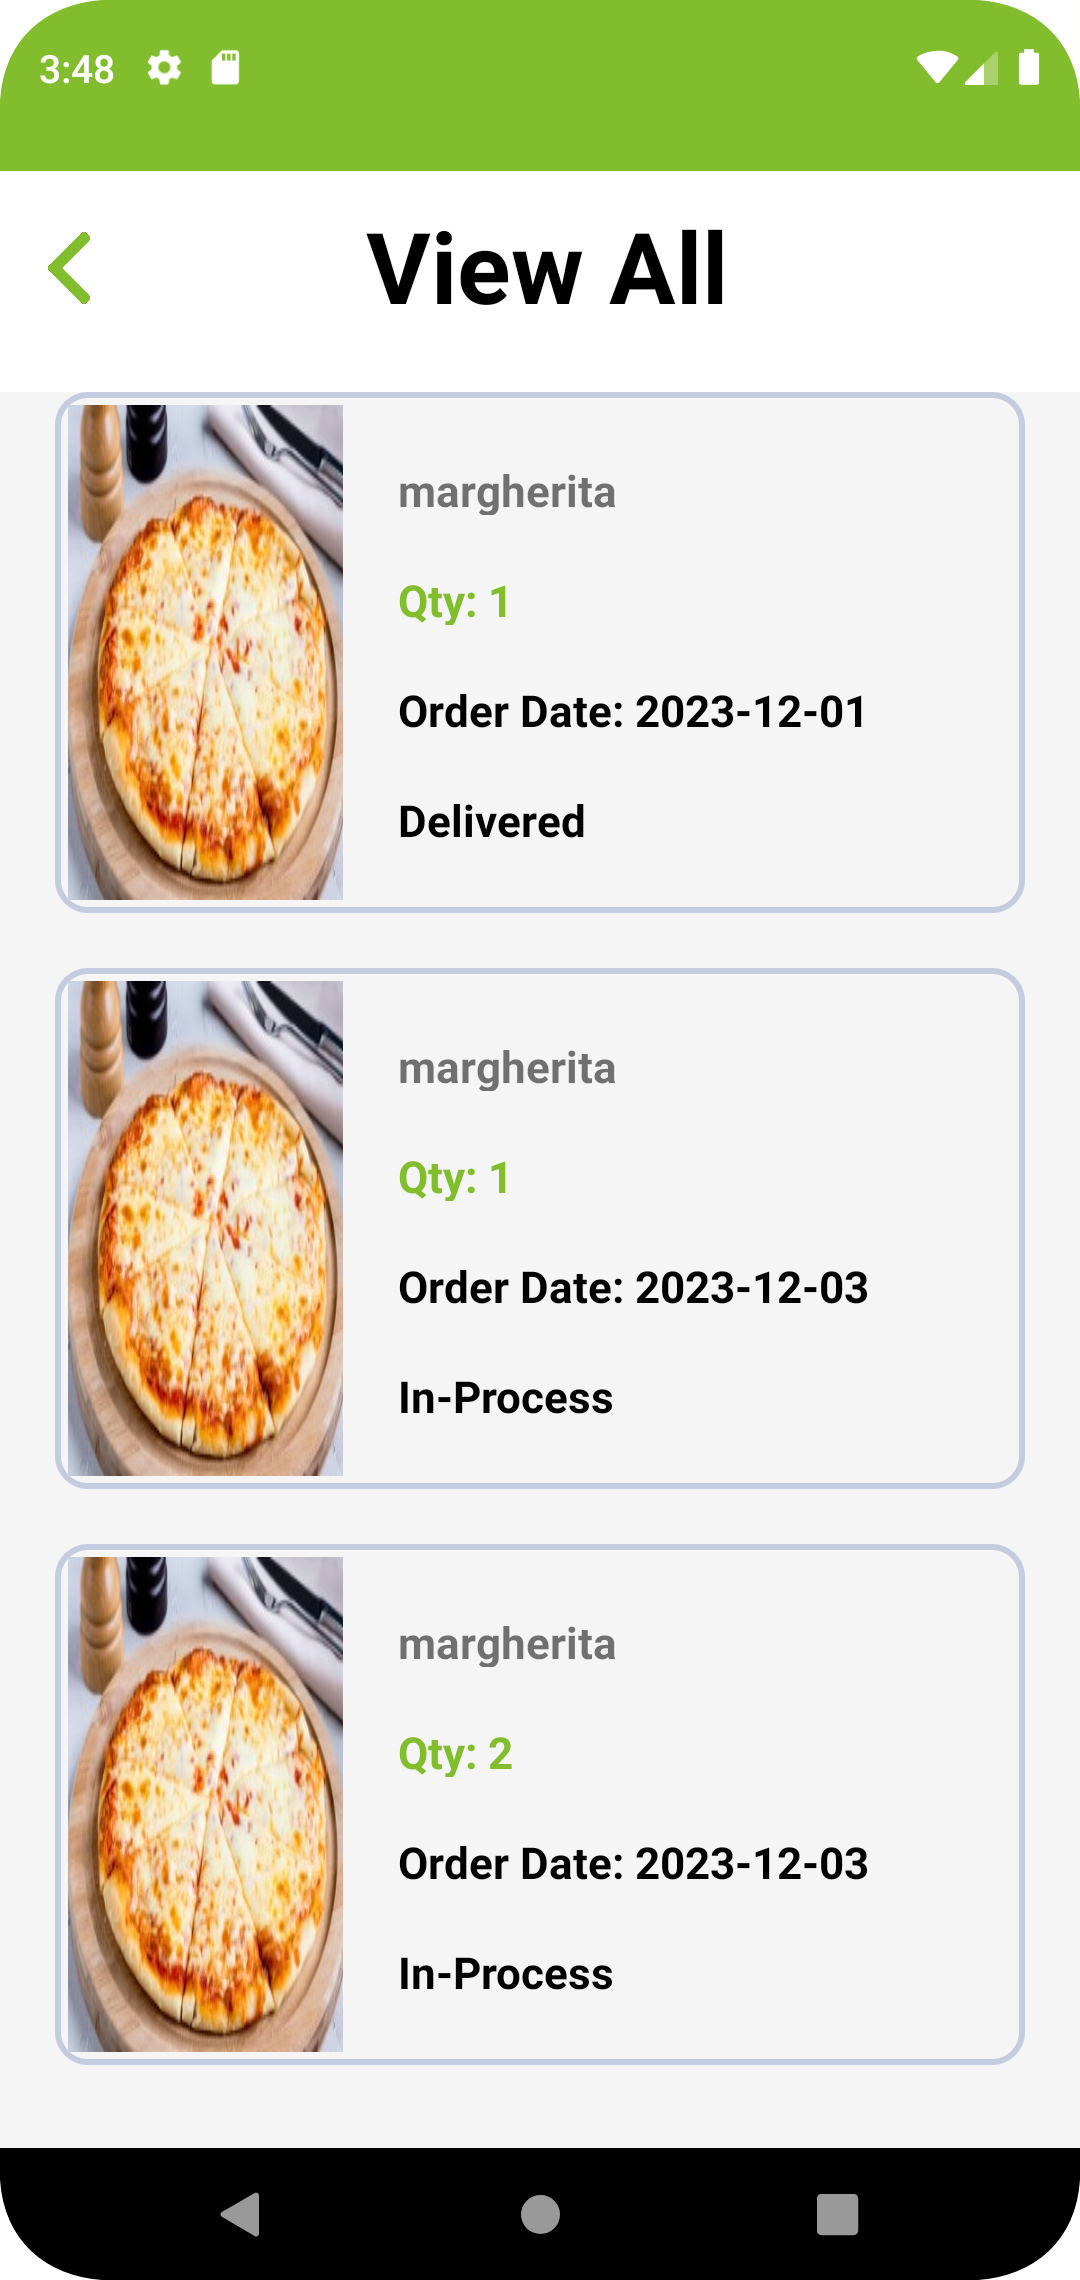 3:48
View All
margherita
Qty: 1
Order Date: 2023-12-01
Delivered
margherita
Qty: 1
Order Date: 2023-12-03
In-Process
margherita
Qty: 2
Order Date: 2023-12-03
In-Process